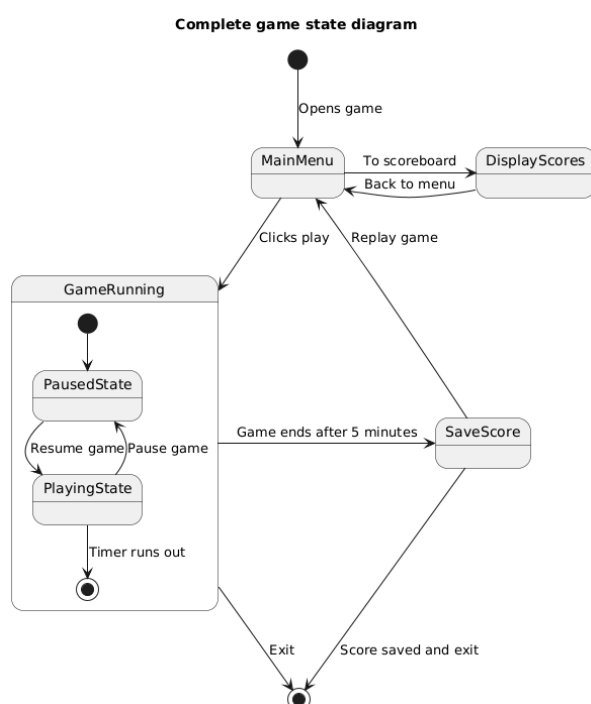 Complete game state diagram
Opens game
MainMenu
To scoreboard
DisplayScores
Back to menu
Clicks play
Replay game
GameRunning
PausedState
Resume game
Pause game
Game ends after 5 minutes
SaveScore
PlayingState
Timer runs out
Exit
Score saved and exit